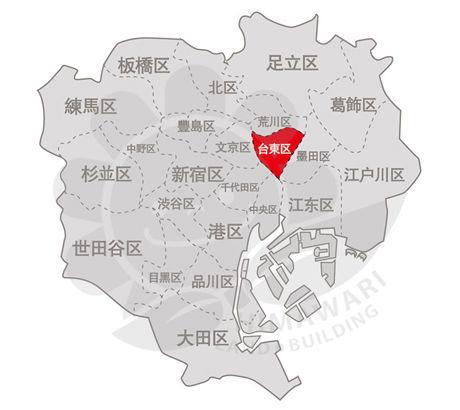 足立区
板橋区
北区
練馬区
葛飾区
豊島区
荒川区
中野区
文京区
台東区
墨田区
杉並区
新宿区
江户川区
千代田区
渋谷区
中央区
江东区
港区
世田谷区
目黒区
品川区
大田区
BUILDING